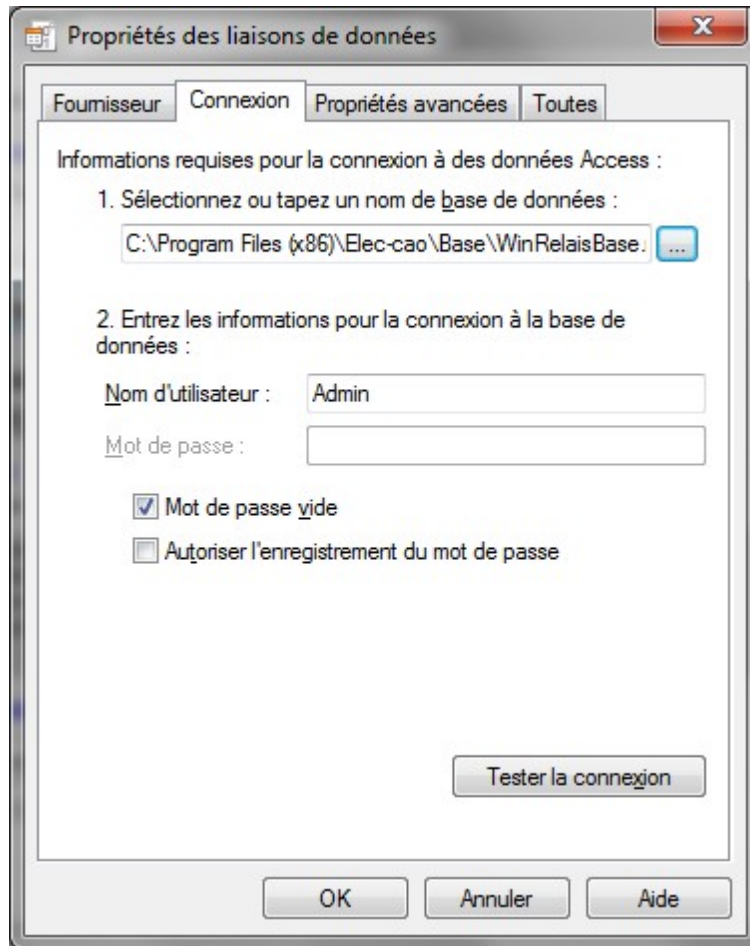 Propriétés des liaisons de données
Fournisseur Connexion Propriétés avancées Toutes
Informations requises pour la connexion à des données Access :
1. Sélectionnez ou tapez un nom de base de données :
C:\Program Files (x86)\Elec-cao\Base\WinRelaisBase. ...
2. Entrez les informations pour la connexion à la base de
données :
Nom d'utilisateur : Admin
Mot de passe :
Mot de passe vide
Autoriser l'enregistrement du mot de passe
Tester la connexion
OK Annuler Aide